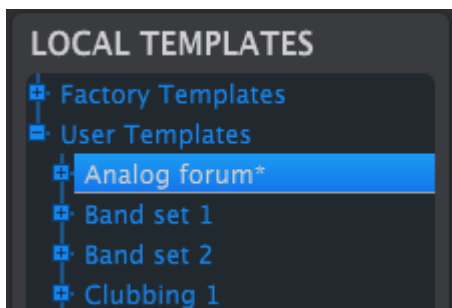 LOCAL TEMPLATES
Factory Templates
User Templates
Analog forum*
Band set 1
Band set 2
Clubbing 1